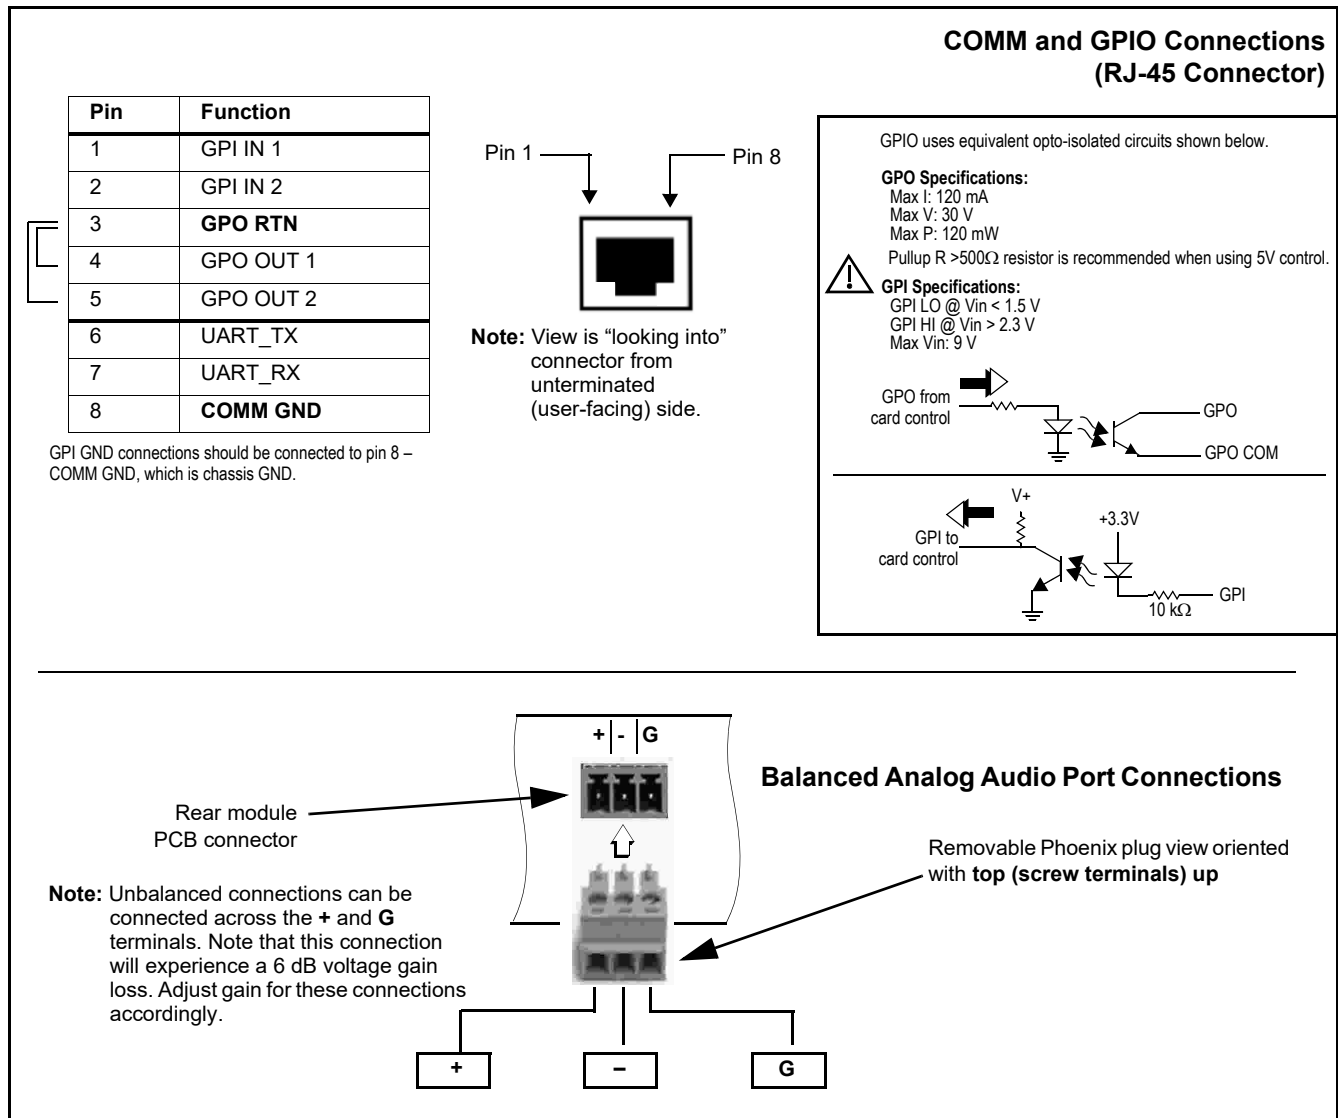 COMM and GPIO Connections
(RJ-45 Connector)
Pin Function
1 GPI IN 1
2 GPI IN 2
3 GPO RTN
4 GPO OUT 1
5 GPO OUT 2
6 UART_TX
7 UART_RX
8 COMM GND
GPI GND connections should be connected to pin 8 –
COMM GND, which is chassis GND.
Pin 1
Pin 8
Note: View is “looking into”
connector from
unterminated
(user-facing) side.
GPIO uses equivalent opto-isolated circuits shown below.
GPO Specifications:
Max I: 120 mA
Max V: 30 V
Max P: 120 mW
Pullup R >500Ω resistor is recommended when using 5V control.
GPI Specifications:
GPI LO @ Vin < 1.5 V
GPI HI @ Vin > 2.3 V
Max Vin: 9 V
GPO from
card control
GPO
GPO COM
V+
+3.3V
GPI to
card control
GPI
10 kΩ
+ - G
Balanced Analog Audio Port Connections
Rear module
PCB connector
Removable Phoenix plug view oriented
with top (screw terminals) up
Note: Unbalanced connections can be
connected across the + and G
terminals. Note that this connection
will experience a 6 dB voltage gain
loss. Adjust gain for these connections
accordingly.
+
–
G